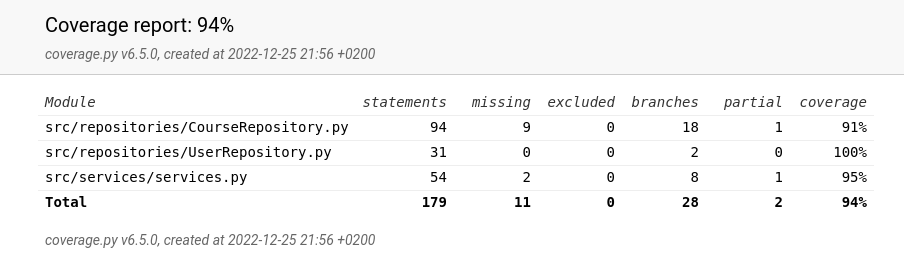 Coverage report: 94%
coverage.py v6.5.0, created at 2022-12-25 21:56 +0200
Module statements missing excluded branches partial coverage
src/repositories/CourseRepository.py 94 9 0 18 1 91%
src/repositories/UserRepository.py 31 0 0 2 0 100%
src/services/services.py 54 2 0 8 1 95%
Total 179 11 0 28 2 94%
coverage.py v6.5.0, created at 2022-12-25 21:56 +0200